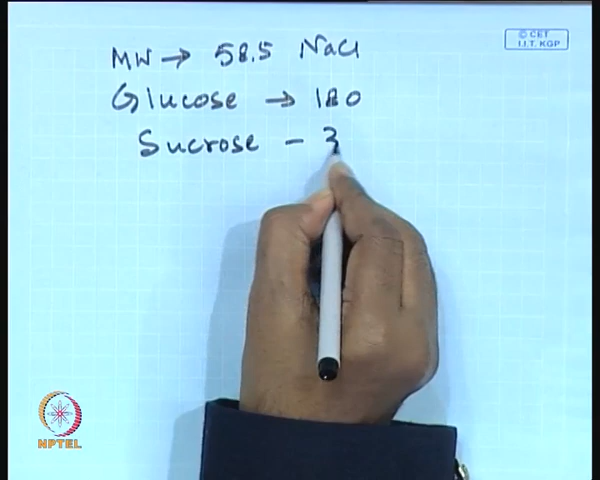 © CET
I.I.T. KGP
MW → 58.5 NaCl
Glucose → 180
Sucrose - 3
NPTEL